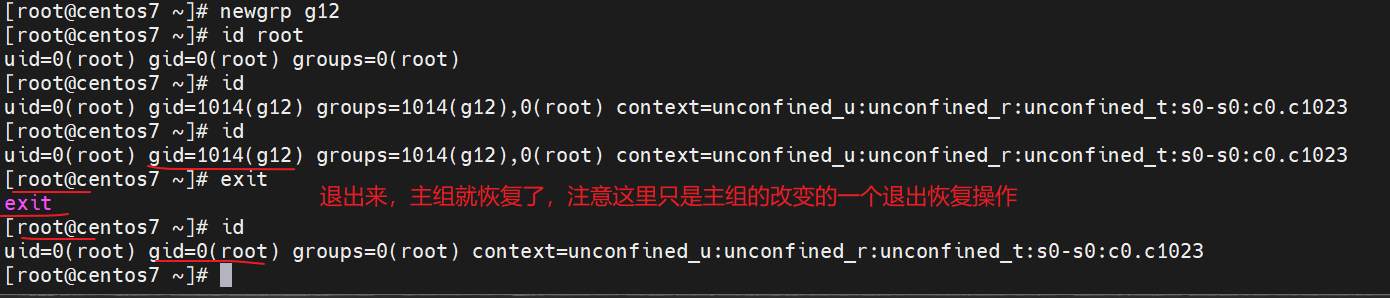 [root@centos7 ~]# newgrp g12
[root@centos7 ~]# id root
uid=0(root) gid=0(root) groups=0(root)
[root@centos7 ~]# id
uid=0(root) gid=1014(g12) groups=1014(g12),0(root) context=unconfined_u:unconfined_r:unconfined_t:s0-s0:c0.c1023
[root@centos7 ~]# id
uid=0(root) gid=1014(g12) groups=1014(g12),0(root) context=unconfined_u:unconfined_r:unconfined_t:s0-s0:c0.c1023
[root@centos7 ~]# exit
退出来，主组就恢复了，注意这里只是主组的改变的一个退出恢复操作
exit
[root@centos7 ~]# id
uid=0(root) gid=0(root) groups=0(root) context=unconfined_u:unconfined_r:unconfined_t:s0-s0:c0.c1023
[root@centos7 ~]#